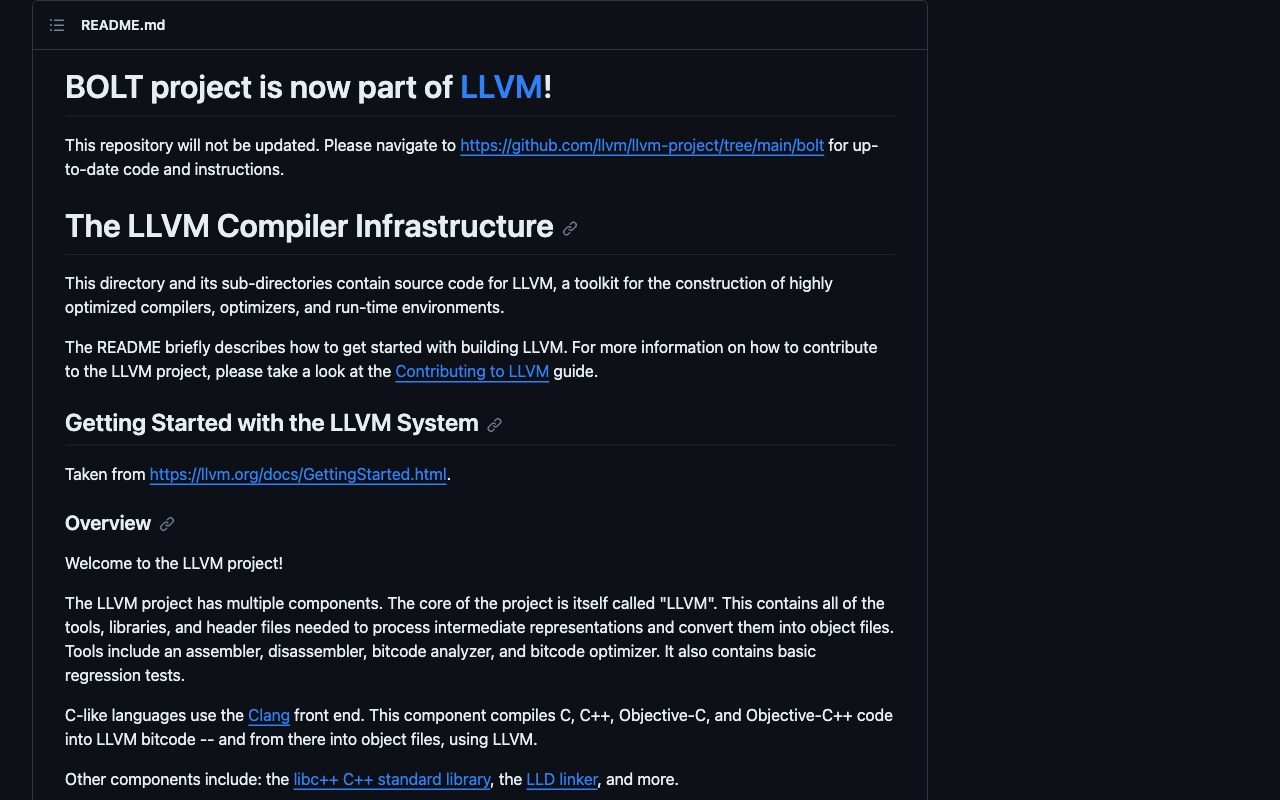 README.md
BOLT project is now part of LLVM!
This repository will not be updated. Please navigate to https://github.com/llvm/llvm-project/tree/main/bolt for up-
to-date code and instructions.
The LLVM Compiler Infrastructure
This directory and its sub-directories contain source code for LLVM, a toolkit for the construction of highly
optimized compilers, optimizers, and run-time environments.
The README briefly describes how to get started with building LLVM. For more information on how to contribute
to the LLVM project, please take a look at the Contributing to LLVM guide.
Getting Started with the LLVM System
Taken from https://llvm.org/docs/GettingStarted.html.
Overview
Welcome to the LLVM project!
The LLVM project has multiple components. The core of the project is itself called "LLVM". This contains all of the
tools, libraries, and header files needed to process intermediate representations and convert them into object files.
Tools include an assembler, disassembler, bitcode analyzer, and bitcode optimizer. It also contains basic
regression tests.
C-like languages use the Clang front end. This component compiles C, C++, Objective-C, and Objective-C++ code
into LLVM bitcode -- and from there into object files, using LLVM.
Other components include: the libc++ C++ standard library, the LLD linker, and more.